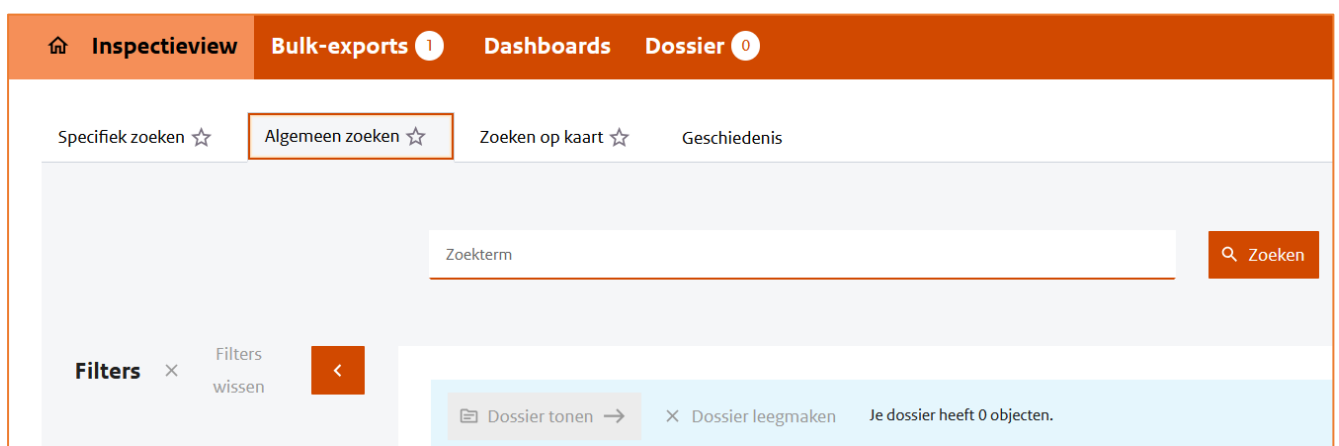 Inspectieview Bulk-exports 1 Dashboards Dossier 0
Specifiek zoeken Algemeen zoeken Zoeken op kaart Geschiedenis
Zoekterm Zoeken
Filters Filters wissen
Dossier tonen Dossier leegmaken Je dossier heeft 0 objecten.